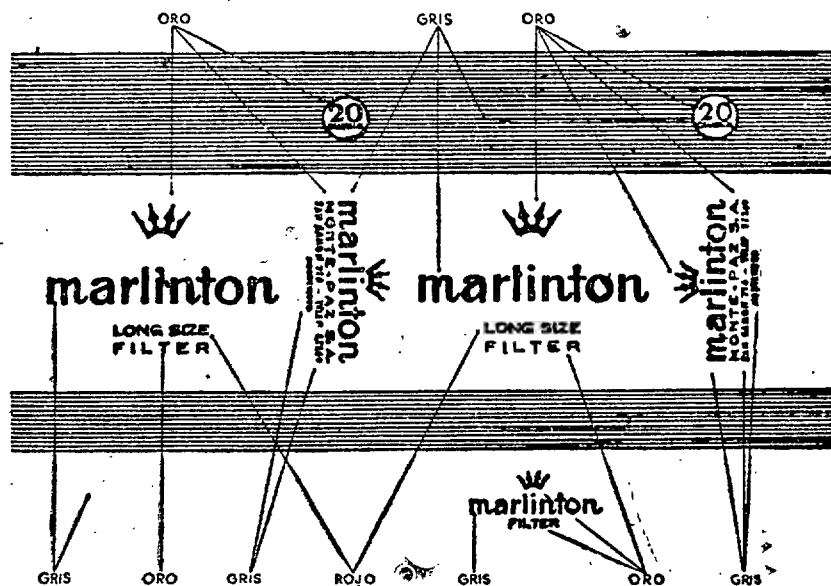 ORO GRIS ORO
20 20
marlinton
LONG SIZE
FILTER
marlinton
MONTE-PAZ S.A.
marlinton
LONG SIZE
FILTER
marlinton
MONTE-PAZ S.A.
marlinton
FILTER
GRIS ORO GRIS ROJO GRIS ORO GRIS